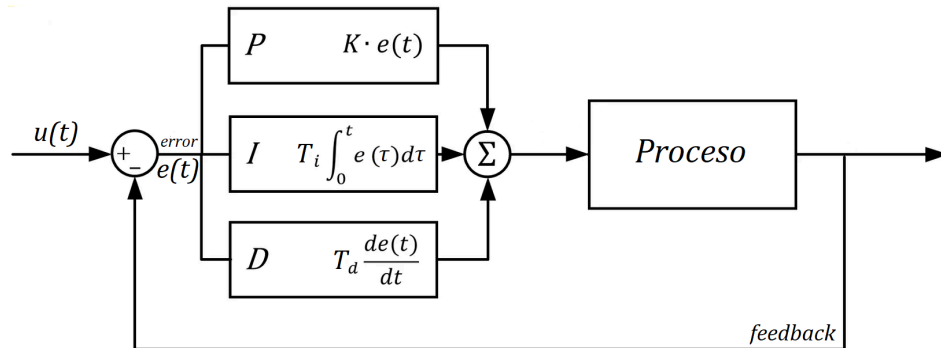 P K · e(t)
u(t)
+
−
error
e(t)
I T_i ∫_0^t e (τ)dτ
Σ
Proceso
D T_d de(t)/dt
feedback